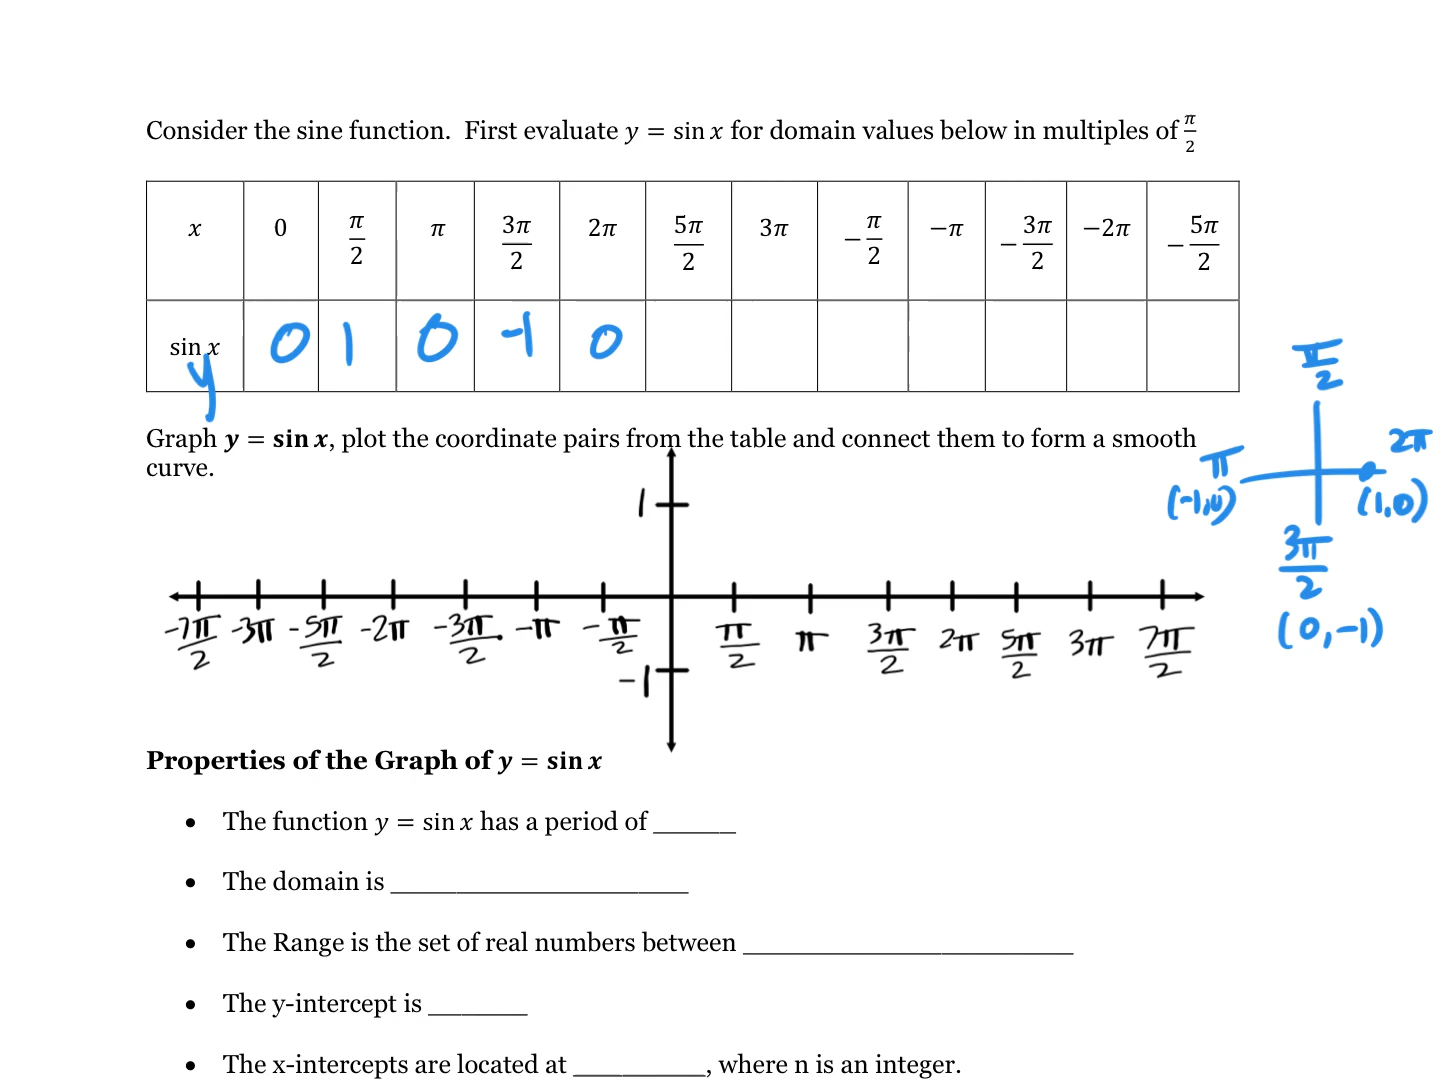 Consider the sine function. First evaluate y = sin x for domain values below in multiples of π/2
x 0 π/2 π 3π/2 2π 5π/2 3π −π/2 −π −3π/2 −2π −5π/2
sin x 0 1 0 -1 0
y
Graph y = sin x, plot the coordinate pairs from the table and connect them to form a smooth
curve.
π/2
π 2π
(-1,0) (1,0)
3π/2
(0,-1)
1
-7π/2 -3π -5π/2 -2π -3π/2 -π -π/2 π/2 π 3π/2 2π 5π/2 3π 7π/2
-1
Properties of the Graph of y = sin x
• The function y = sin x has a period of ______
• The domain is ______________________
• The Range is the set of real numbers between ________________________
• The y-intercept is _______
• The x-intercepts are located at __________, where n is an integer.